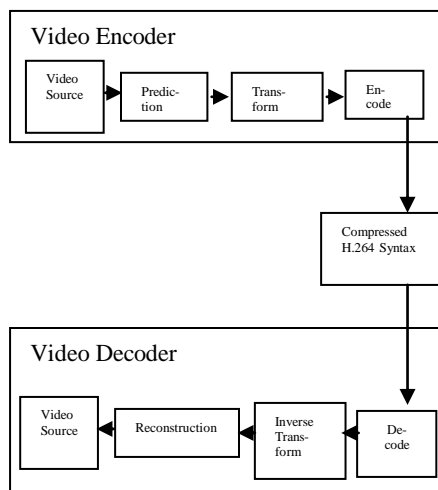 Video Encoder
Video
Source
Predic-
tion
Trans-
form
En-
code
Compressed
H.264 Syntax
Video Decoder
Video
Source
Reconstruction
Inverse
Trans-
form
De-
code